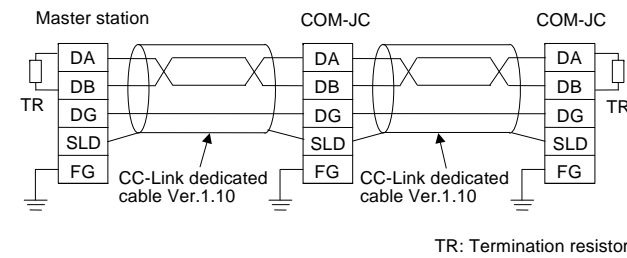 Master station
COM-JC
COM-JC
DA
DB
DG
SLD
FG
TR
DA
DB
DG
SLD
FG
DA
DB
DG
SLD
FG
TR
CC-Link dedicated
cable Ver.1.10
CC-Link dedicated
cable Ver.1.10
TR: Termination resistor